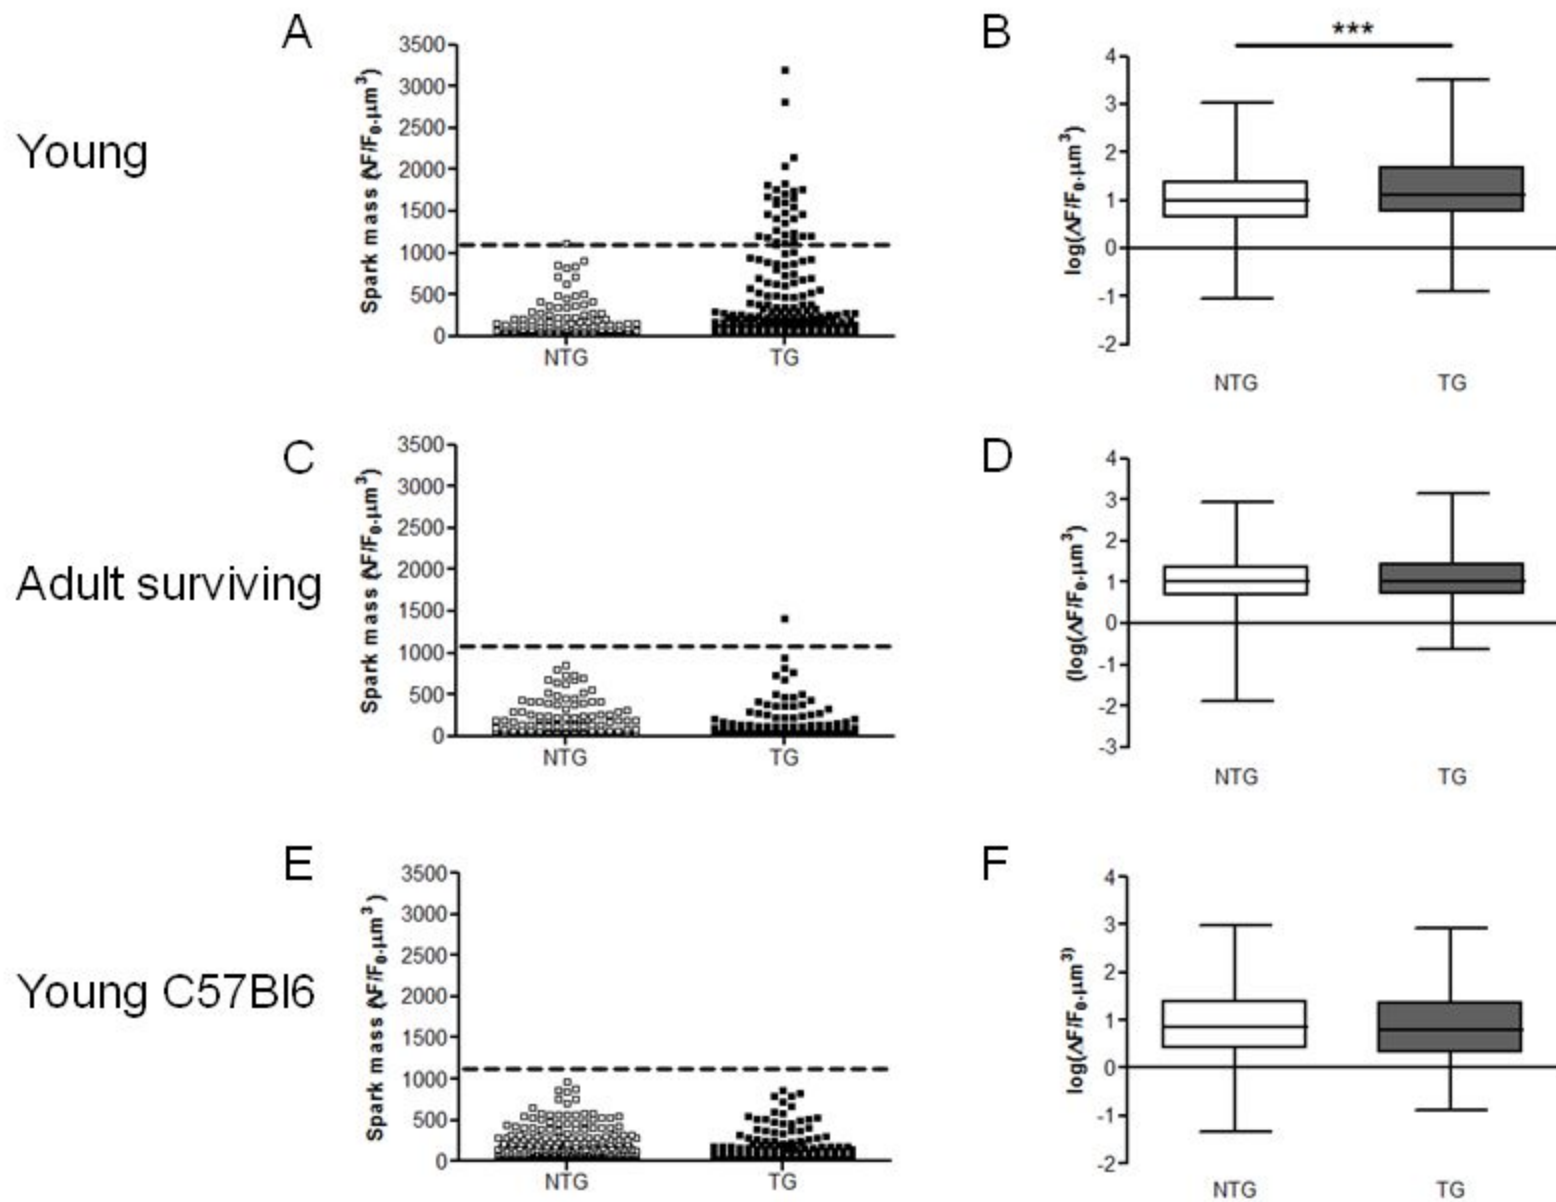 A
B
Young
Spark mass (ΔF/F₀.µm³)
3500
3000
2500
2000
1500
1000
500
0
NTG
TG
***
log(ΔF/F₀.µm³)
4
3
2
1
0
-1
-2
NTG
TG
C
D
Adult surviving
Spark mass (ΔF/F₀.µm³)
3500
3000
2500
2000
1500
1000
500
0
NTG
TG
(log(ΔF/F₀.µm³)
4
3
2
1
0
-1
-2
-3
NTG
TG
E
F
Young C57Bl6
Spark mass (ΔF/F₀.µm³)
3500
3000
2500
2000
1500
1000
500
0
NTG
TG
log(ΔF/F₀.µm³)
4
3
2
1
0
-1
-2
NTG
TG